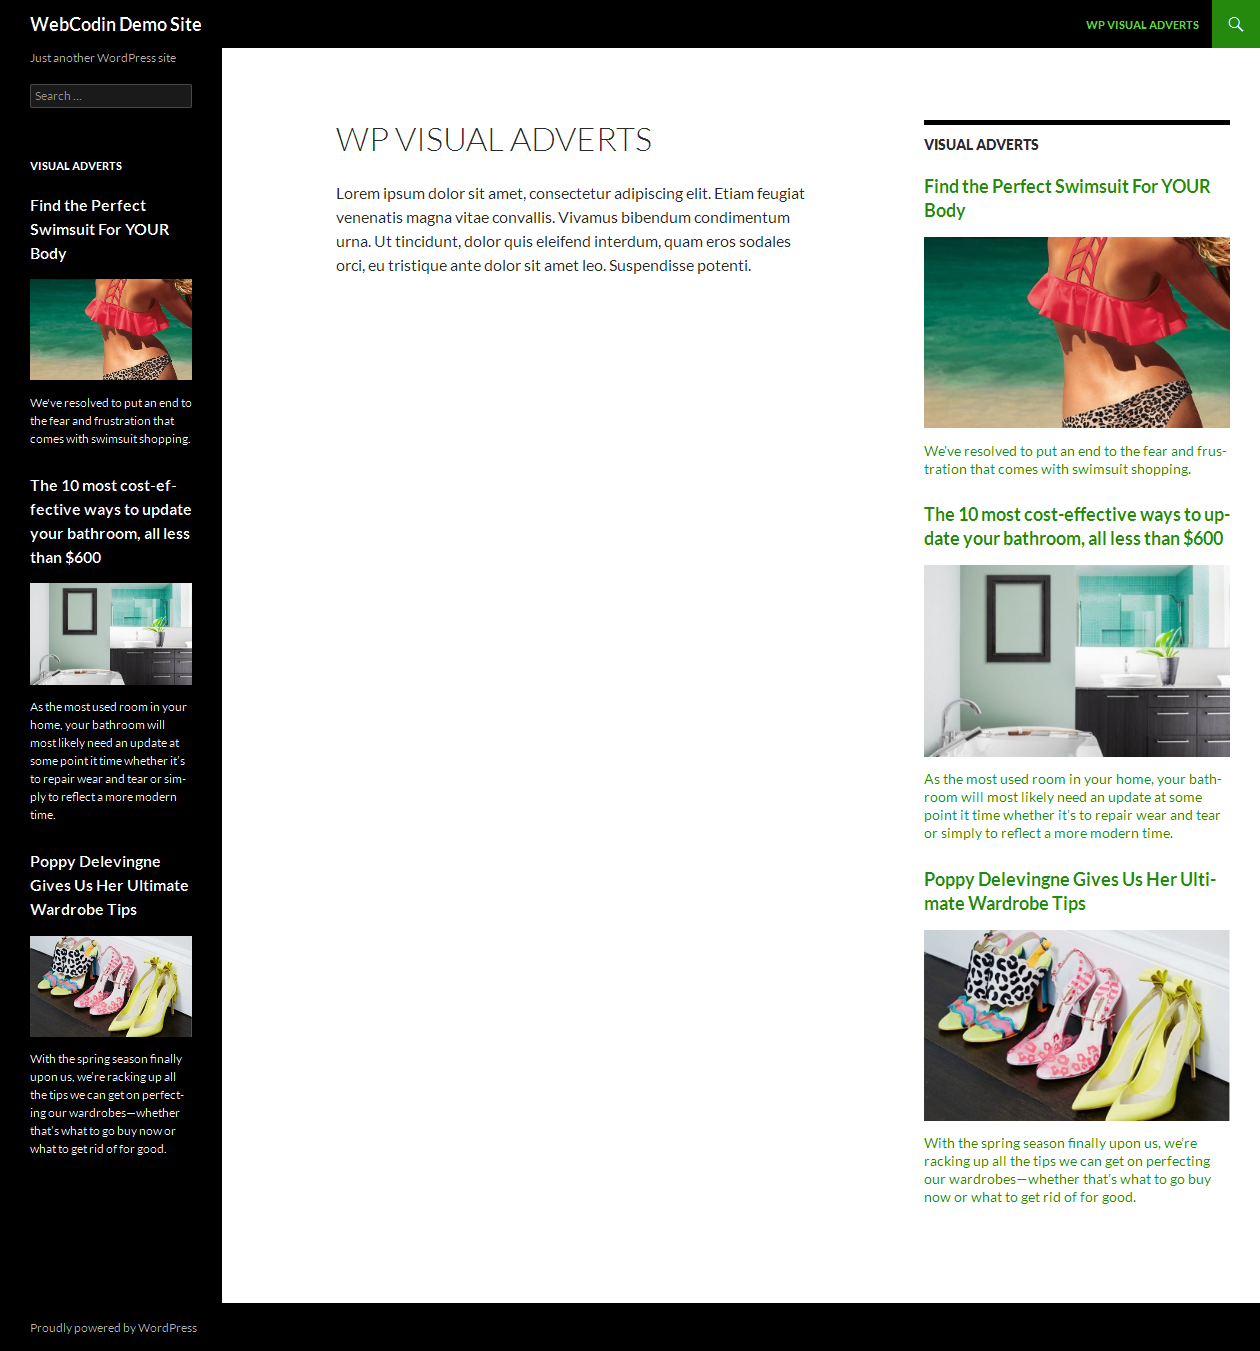 WebCodin Demo Site
WP VISUAL ADVERTS
Just another WordPress site
Search ...
VISUAL ADVERTS
Find the Perfect
Swimsuit For YOUR
Body
We've resolved to put an end to
the fear and frustration that
comes with swimsuit shopping.
The 10 most cost-ef-
fective ways to update
your bathroom, all less
than $600
As the most used room in your
home, your bathroom will
most likely need an update at
some point it time whether it's
to repair wear and tear or sim-
ply to reflect a more modern
time.
Poppy Delevingne
Gives Us Her Ultimate
Wardrobe Tips
With the spring season finally
upon us, we're racking up all
the tips we can get on perfect-
ing our wardrobes—whether
that's what to go buy now or
what to get rid of for good.
WP VISUAL ADVERTS
Lorem ipsum dolor sit amet, consectetur adipiscing elit. Etiam feugiat
venenatis magna vitae convallis. Vivamus bibendum condimentum
urna. Ut tincidunt, dolor quis eleifend interdum, quam eros sodales
orci, eu tristique ante dolor sit amet leo. Suspendisse potenti.
VISUAL ADVERTS
Find the Perfect Swimsuit For YOUR
Body
We've resolved to put an end to the fear and frus-
tration that comes with swimsuit shopping.
The 10 most cost-effective ways to up-
date your bathroom, all less than $600
As the most used room in your home, your bath-
room will most likely need an update at some
point it time whether it's to repair wear and tear
or simply to reflect a more modern time.
Poppy Delevingne Gives Us Her Ulti-
mate Wardrobe Tips
With the spring season finally upon us, we're
racking up all the tips we can get on perfecting
our wardrobes—whether that's what to go buy
now or what to get rid of for good.
Proudly powered by WordPress